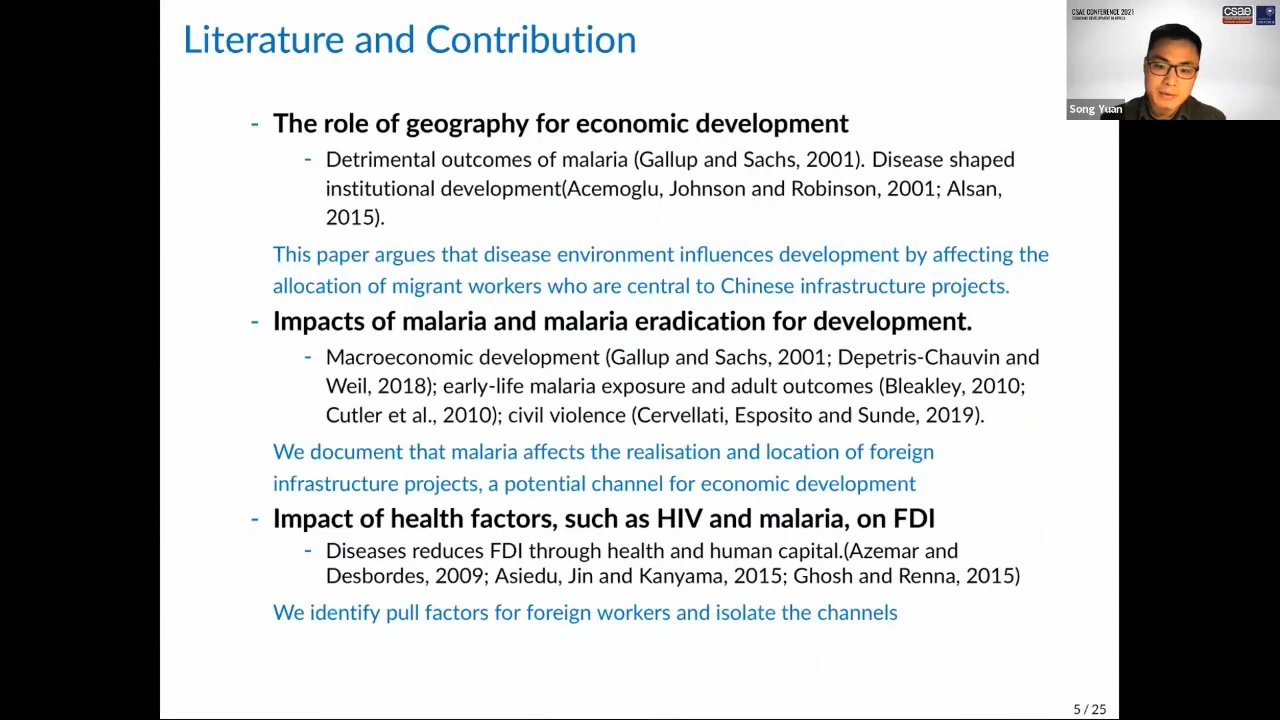 Literature and Contribution
CSAE CONFERENCE 2021
ECONOMIC DEVELOPMENT IN AFRICA
csae
Song Yuan
- The role of geography for economic development
- Detrimental outcomes of malaria (Gallup and Sachs, 2001). Disease shaped
institutional development(Acemoglu, Johnson and Robinson, 2001; Alsan,
2015).
This paper argues that disease environment influences development by affecting the
allocation of migrant workers who are central to Chinese infrastructure projects.
- Impacts of malaria and malaria eradication for development.
- Macroeconomic development (Gallup and Sachs, 2001; Depetris-Chauvin and
Weil, 2018); early-life malaria exposure and adult outcomes (Bleakley, 2010;
Cutler et al., 2010); civil violence (Cervellati, Esposito and Sunde, 2019).
We document that malaria affects the realisation and location of foreign
infrastructure projects, a potential channel for economic development
- Impact of health factors, such as HIV and malaria, on FDI
- Diseases reduces FDI through health and human capital.(Azemar and
Desbordes, 2009; Asiedu, Jin and Kanyama, 2015; Ghosh and Renna, 2015)
We identify pull factors for foreign workers and isolate the channels
5 / 25